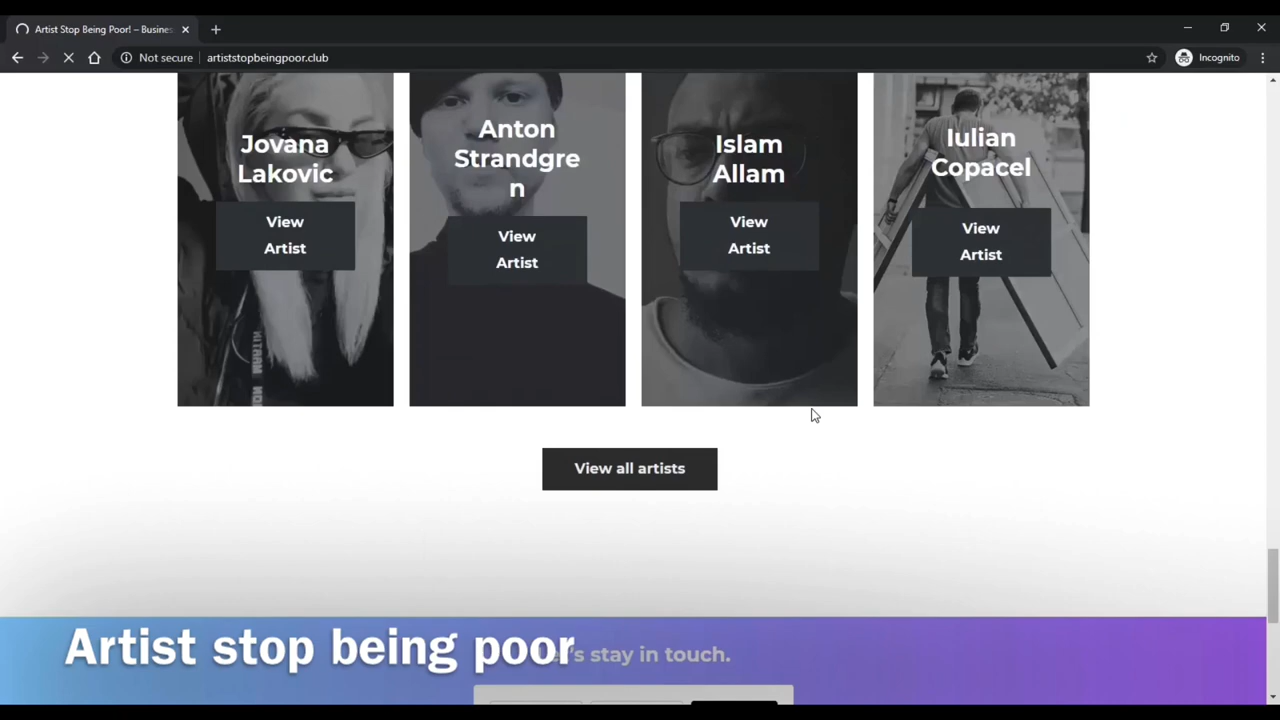 Artist Stop Being Poor! – Busines
Not secure
artiststopbeingpoor.club
Incognito
Jovana
Lakovic
View
Artist
Anton
Strandgre
n
View
Artist
Islam
Allam
View
Artist
Iulian
Copacel
View
Artist
View all artists
Artist stop being poor
stay in touch.